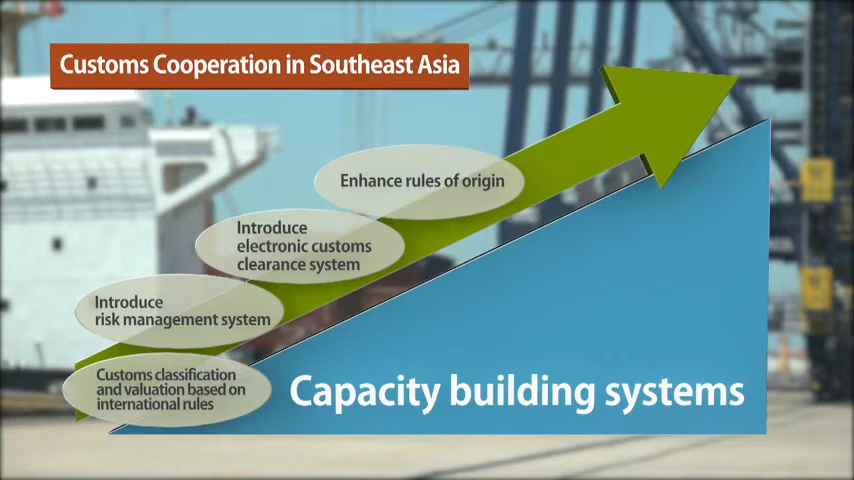 Customs Cooperation in Southeast Asia
Enhance rules of origin
Introduce
electronic customs
clearance system
Introduce
risk management system
Customs classification
and valuation based on
international rules
Capacity building systems